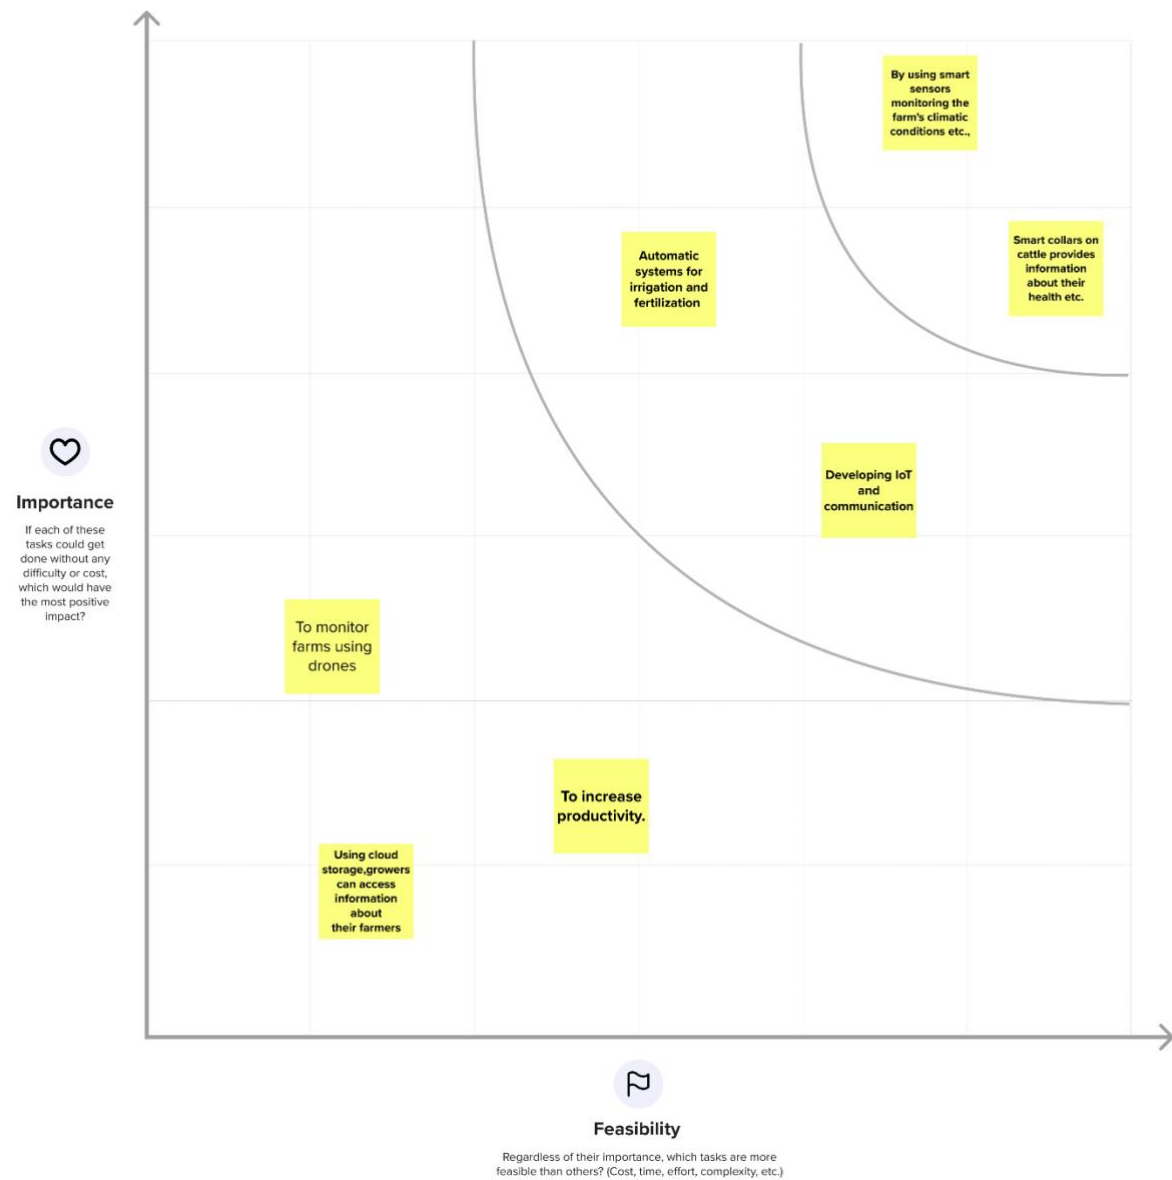 By using smart
sensors
monitoring the
farm's climatic
conditions etc.,
Smart collars on
cattle provides
information
about their
health etc.
Automatic
systems for
irrigation and
fertilization
Developing IoT
and
communication
Importance
If each of these
tasks could get
done without any
difficulty or cost,
which would have
the most positive
impact?
To monitor
farms using
drones
To increase
productivity.
Using cloud
storage,growers
can access
information
about
their farmers
Feasibility
Regardless of their importance, which tasks are more
feasible than others? (Cost, time, effort, complexity, etc.)